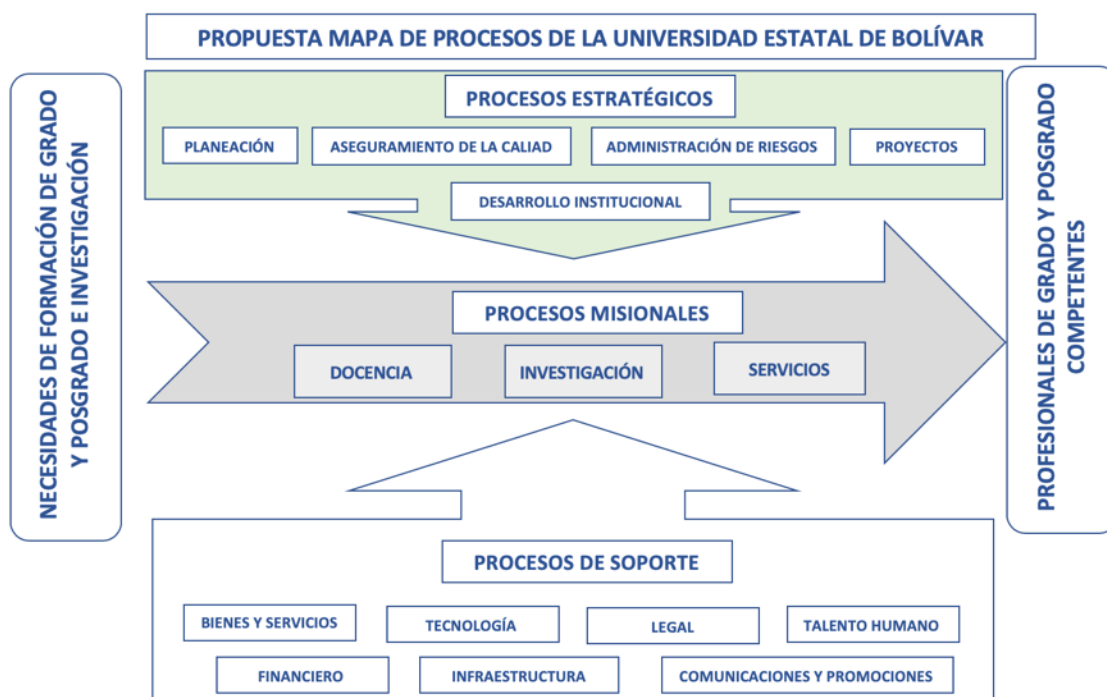 PROPUESTA MAPA DE PROCESOS DE LA UNIVERSIDAD ESTATAL DE BOLÍVAR
NECESIDADES DE FORMACIÓN DE GRADO
Y POSGRADO E INVESTIGACIÓN
PROCESOS ESTRATÉGICOS
PLANEACIÓN
ASEGURAMIENTO DE LA CALIAD
ADMINISTRACIÓN DE RIESGOS
PROYECTOS
DESARROLLO INSTITUCIONAL
PROCESOS MISIONALES
DOCENCIA
INVESTIGACIÓN
SERVICIOS
PROCESOS DE SOPORTE
BIENES Y SERVICIOS
TECNOLOGÍA
LEGAL
TALENTO HUMANO
FINANCIERO
INFRAESTRUCTURA
COMUNICACIONES Y PROMOCIONES
PROFESIONALES DE GRADO Y POSGRADO
COMPETENTES